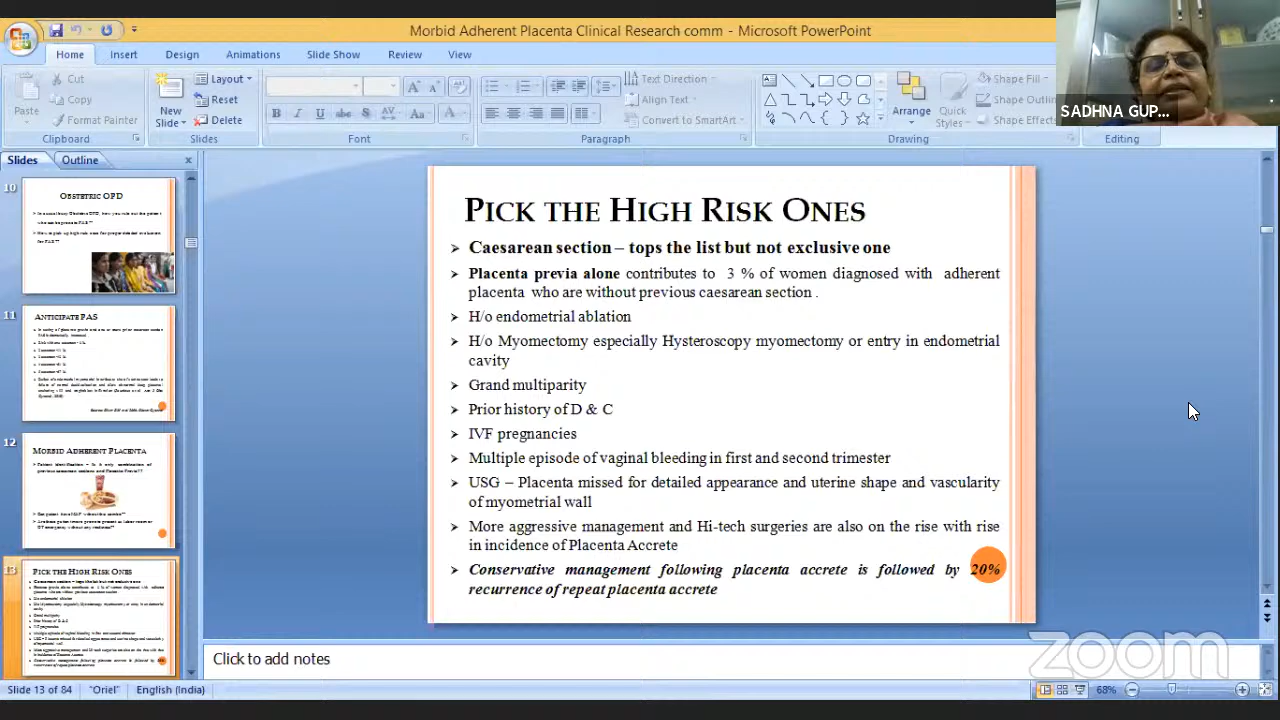 Morbid Adherent Placenta Clinical Research comm - Microsoft PowerPoint
Home Insert Design Animations Slide Show Review View
Cut Layout Text Direction Shape Fill
Copy Reset Align Text Shape Outlin
Paste Format Painter New Slide Delete Convert to SmartArt Arrange Quick Styles Shape Effects
Clipboard Slides Font Paragraph Drawing Editing
SADHNA GUP...
Slides Outline
10
OBSTETRIC OPD
11
ANTICIPATE PAS
12
MORBID ADHERENT PLACENTA
13
PICK THE HIGH RISK ONES
PICK THE HIGH RISK ONES
➢ Caesarean section – tops the list but not exclusive one
➢ Placenta previa alone contributes to 3 % of women diagnosed with adherent
placenta who are without previous caesarean section .
➢ H/o endometrial ablation
➢ H/o Myomectomy especially Hysteroscopy myomectomy or entry in endometrial
cavity
➢ Grand multiparity
➢ Prior history of D & C
➢ IVF pregnancies
➢ Multiple episode of vaginal bleeding in first and second trimester
➢ USG – Placenta missed for detailed appearance and uterine shape and vascularity
of myometrial wall
➢ More aggressive management and Hi-tech surgeries are also on the rise with rise
in incidence of Placenta Accrete
➢ Conservative management following placenta accrete is followed by 20%
recurrence of repeat placenta accrete
Click to add notes
zoom
Slide 13 of 84 "Oriel" English (India) 68%